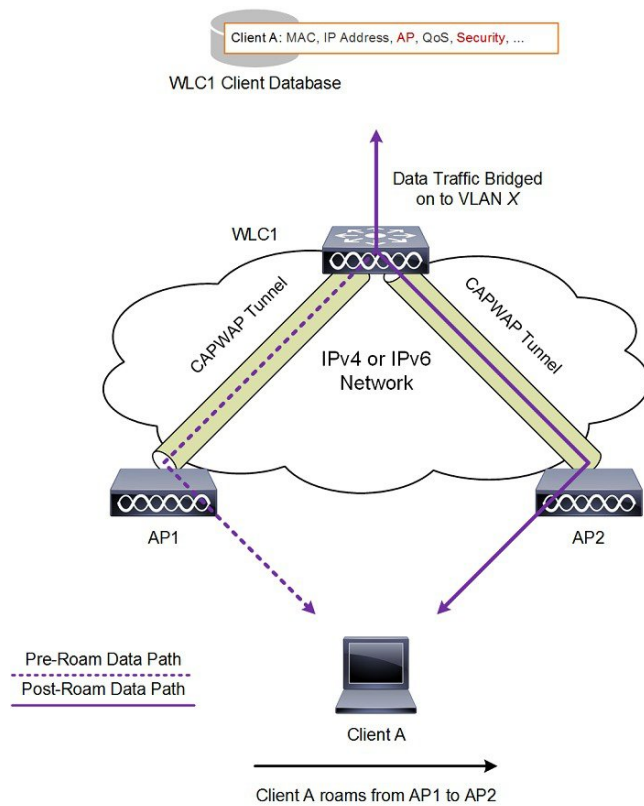 Client A: MAC, IP Address, AP, QoS, Security, ...
WLC1 Client Database
Data Traffic Bridged
on to VLAN X
WLC1
CAPWAP Tunnel
CAPWAP Tunnel
IPv4 or IPv6
Network
AP1
AP2
Pre-Roam Data Path
Post-Roam Data Path
Client A
Client A roams from AP1 to AP2